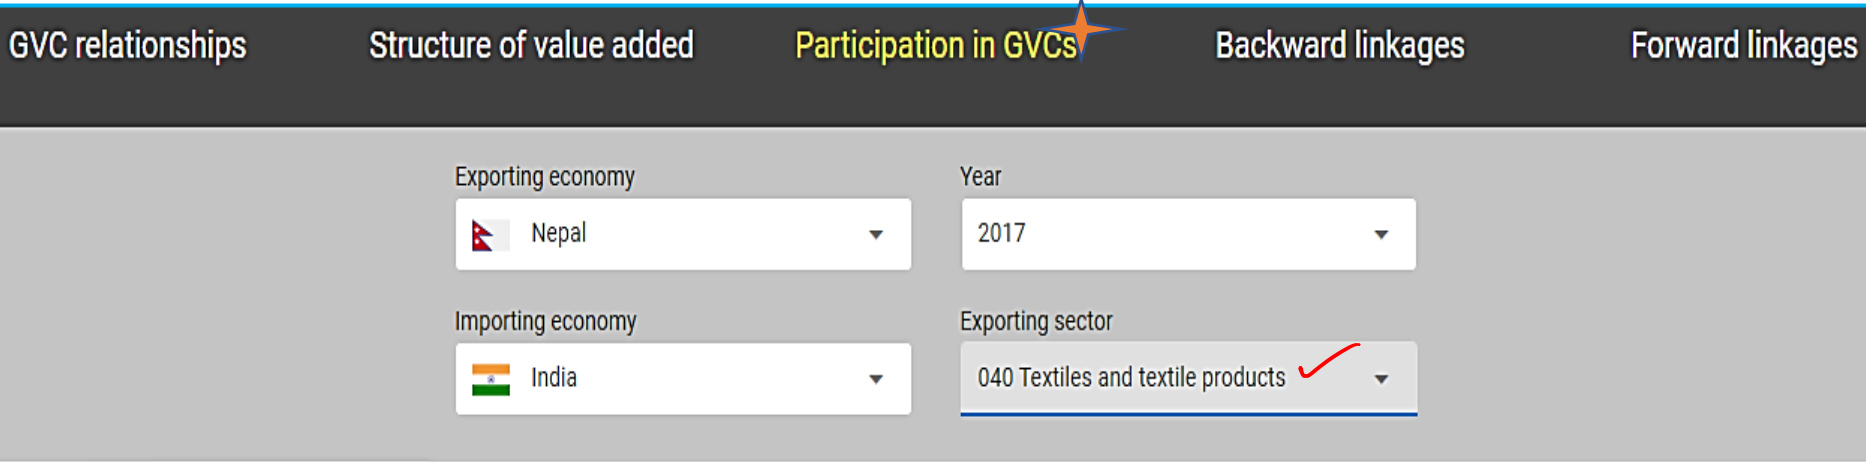 GVC relationships Structure of value added Participation in GVCs Backward linkages Forward linkages
Exporting economy Year
Nepal 2017
Importing economy Exporting sector
India 040 Textiles and textile products